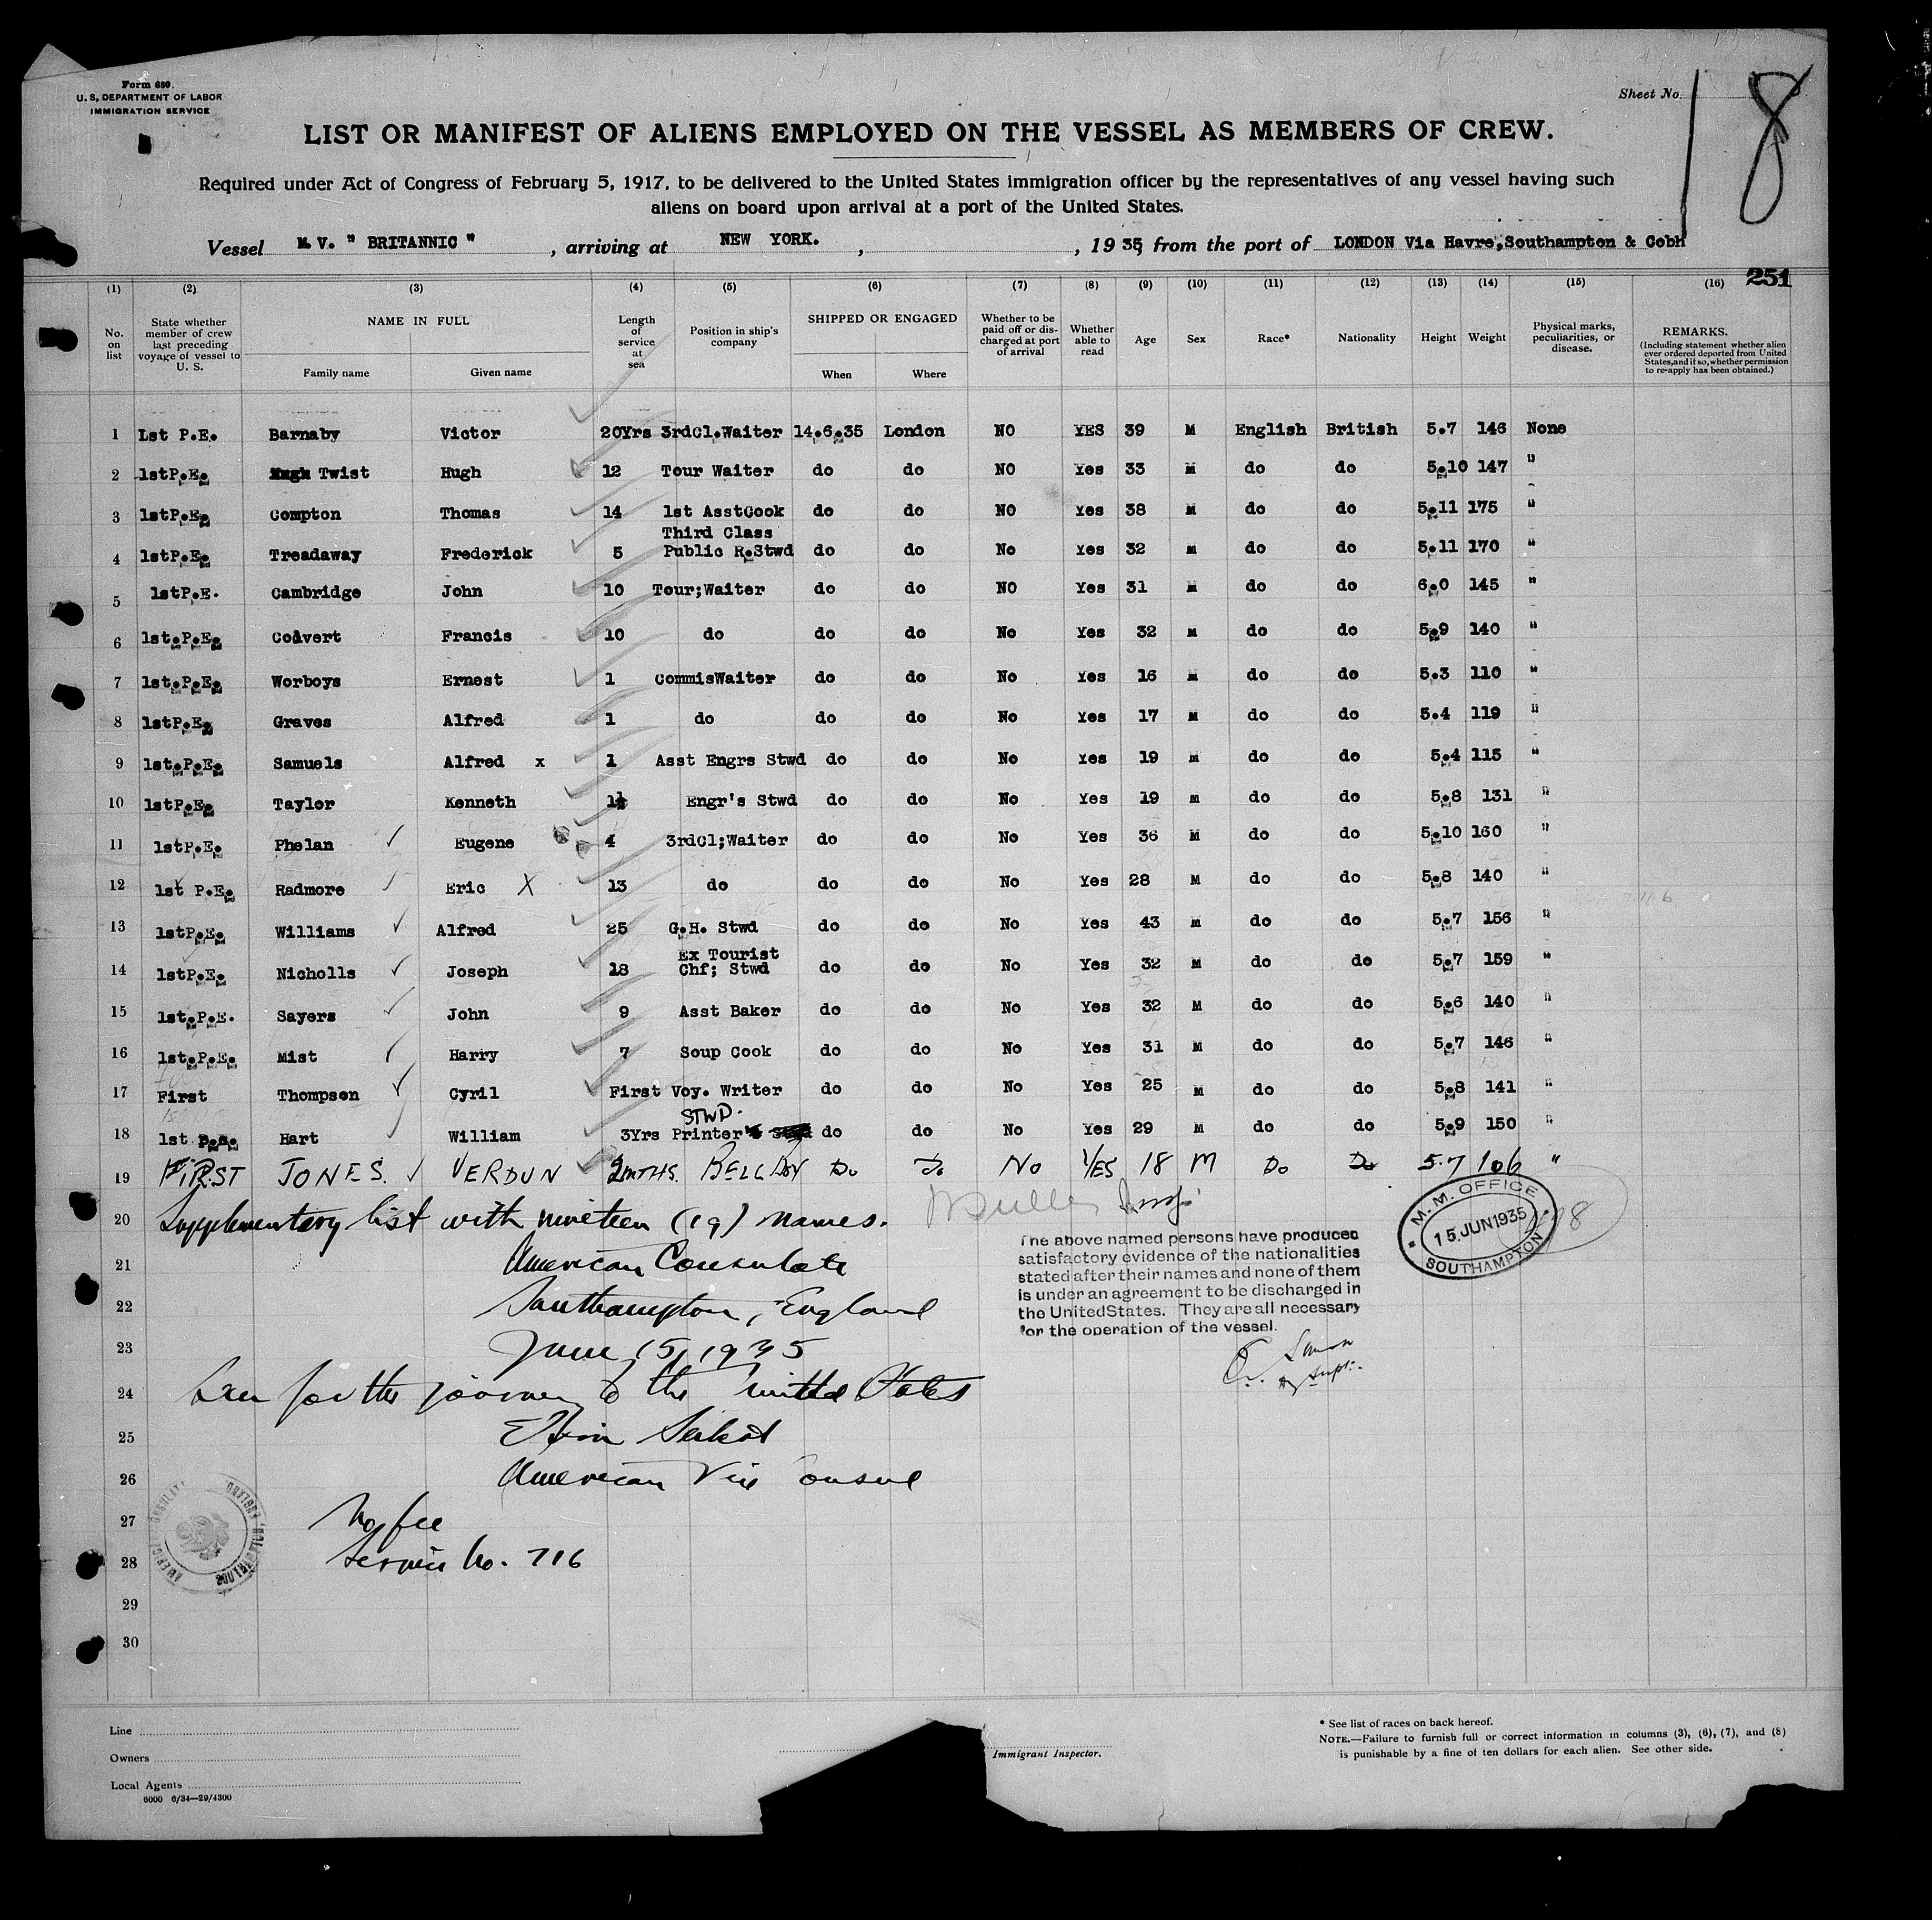 Form 680.
U. S. DEPARTMENT OF LABOR
IMMIGRATION SERVICE
Sheet No. 18
LIST OR MANIFEST OF ALIENS EMPLOYED ON THE VESSEL AS MEMBERS OF CREW.
Required under Act of Congress of February 5, 1917, to be delivered to the United States immigration officer by the representatives of any vessel having such
aliens on board upon arrival at a port of the United States.
Vessel M.V. " BRITANNIC " , arriving at NEW YORK. , , 1935, from the port of LONDON Via Havre,Southampton & Cobh
251
(1) (2) (3) (4) (5) (6) (7) (8) (9) (10) (11) (12) (13) (14) (15) (16)
No. on list State whether member of crew last preceding voyage of vessel to U. S. NAME IN FULL Family name Given name Length of service at sea Position in ship's company SHIPPED OR ENGAGED When Where Whether to be paid off or discharged at port of arrival Whether able to read Age Sex Race* Nationality Height Weight Physical marks, peculiarities, or disease. REMARKS. (Including statement whether alien ever ordered deported from United States, and if so, whether permission to re-apply has been obtained.)
1 Lst P.E. Barnaby Victor 20Yrs 3rdCl.Waiter 14.6.35 London NO YES 39 M English British 5.7 146 None
2 1stP.E. Twist Hugh 12 Tour Waiter do do NO Yes 33 M do do 5.10 147 "
3 1stP.E. Compton Thomas 14 1st AsstCook do do NO Yes 38 M do do 5.11 175 "
4 1stP.E. Treadaway Frederick 5 Third Class Public R.Stwd do do No Yes 32 M do do 5.11 170 "
5 1stP.E. Cambridge John 10 Tour;Waiter do do NO Yes 31 M do do 6.0 145 "
6 1st.P.E. Colvert Francis 10 do do do No Yes 32 M do do 5.9 140 "
7 1st.P.E. Worboys Ernest 1 CommisWaiter do do No Yes 16 M do do 5.3 110 "
8 1stP.E. Graves Alfred 1 do do do No Yes 17 M do do 5.4 119 "
9 1st.P.E. Samuels Alfred x 1 Asst Engrs Stwd do do No Yes 19 M do do 5.4 115 "
10 1stP.E. Taylor Kenneth 1½ Engr's Stwd do do No Yes 19 M do do 5.8 131 "
11 1stP.E. Phelan Eugene 4 3rdCl;Waiter do do No Yes 36 M do do 5.10 160 "
12 1st P.E. Radmore Eric X 13 do do do No Yes 28 M do do 5.8 140 "
13 1stP.E. Williams Alfred 25 G.H. Stwd do do No Yes 43 M do do 5.7 156 "
14 1stP.E. Nicholls Joseph 18 Ex Tourist Chf; Stwd do do No Yes 32 M do do 5.7 159 "
15 1st.P.E. Sayers John 9 Asst Baker do do No Yes 32 M do do 5.6 140 "
16 1st.P.E. Mist Harry 7 Soup Cook do do No Yes 31 M do do 5.7 146 "
17 First Thompson Cyril First Voy. Writer do do No Yes 25 M do do 5.8 141 "
18 1st P.E. Hart William 3Yrs Printer STWD. do do No Yes 29 M do do 5.9 150 "
19 FIRST JONES. VERDUN 2MTHS. BELL BOY Do Do No YES 18 M Do Do 5.7 106 "
20 Supplementary list with nineteen (19) names.
21 American Consulate
22 Southampton, England
23 June 15, 1935
24 Seen for the journey to the United States
25
26 American Vice Consul
27 No fee
28 Service No. 716
29
30
The above named persons have produced
satisfactory evidence of the nationalities
stated after their names and none of them
is under an agreement to be discharged in
the United States. They are all necessary
for the operation of the vessel.
M. M. OFFICE
15 JUN 1935
SOUTHAMPTON
AMERICAN CONSULATE
SOUTHAMPTON, ENGLAND
Line
Owners
Local Agents
6000 6/34—29/4300
Immigrant Inspector.
* See list of races on back hereof.
NOTE.—Failure to furnish full or correct information in columns (3), (6), (7), and (8)
is punishable by a fine of ten dollars for each alien. See other side.